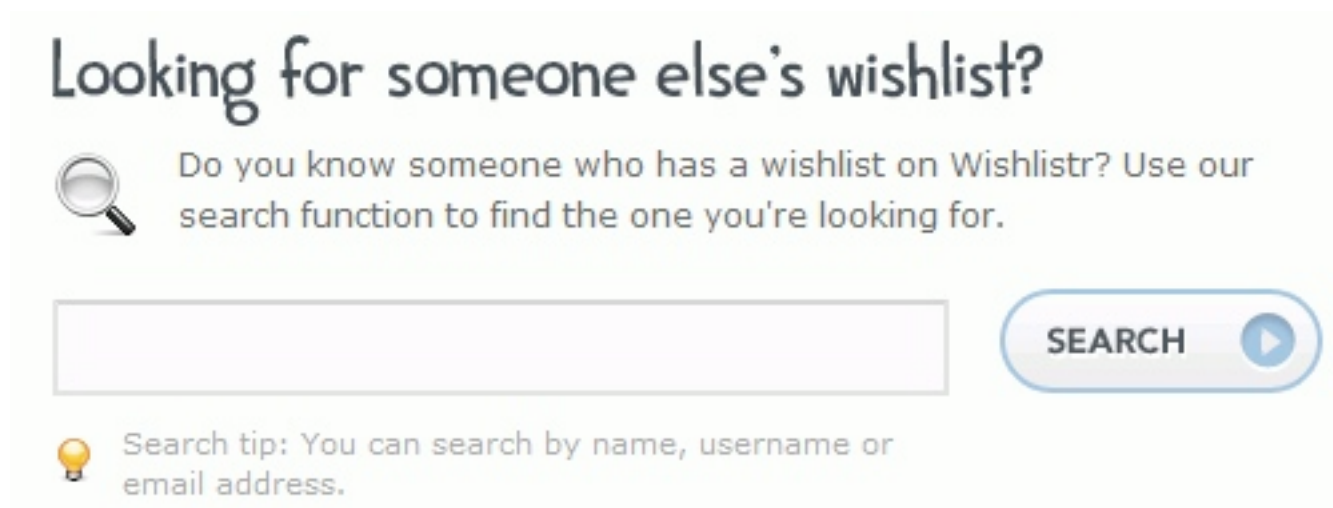 Looking for someone else's wishlist?
Do you know someone who has a wishlist on Wishlistr? Use our
search function to find the one you're looking for.
SEARCH
Search tip: You can search by name, username or
email address.